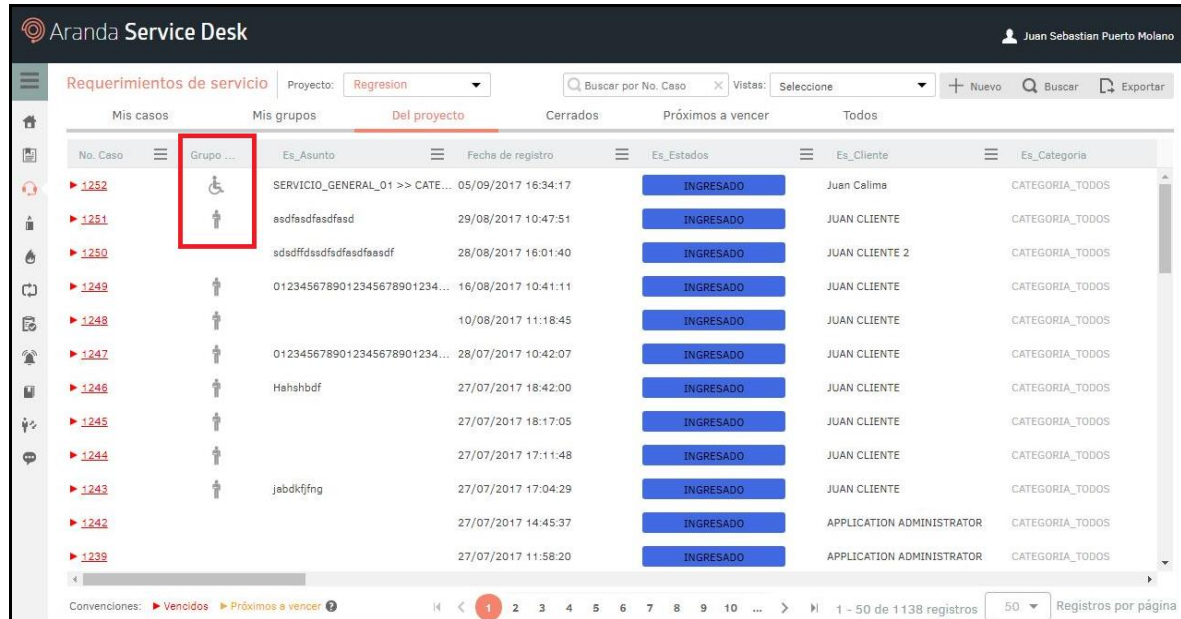 Aranda Service Desk
Juan Sebastian Puerto Molano
Requerimientos de servicio Proyecto: Regresion Buscar por No. Caso Vistas: Seleccione Nuevo Buscar Exportar
Mis casos Mis grupos Del proyecto Cerrados Próximos a vencer Todos
No. Caso Grupo ... Es_Asunto Fecha de registro Es_Estados Es_Cliente Es_Categoria
1252 SERVICIO_GENERAL_01 >> CATE... 05/09/2017 16:34:17 INGRESADO Juan Calima CATEGORIA_TODOS
1251 asdfasdfasdfasd 29/08/2017 10:47:51 INGRESADO JUAN CLIENTE CATEGORIA_TODOS
1250 sdsdffdssdfsdfasdfaasdf 28/08/2017 16:01:40 INGRESADO JUAN CLIENTE 2 CATEGORIA_TODOS
1249 0123456789012345678901234... 16/08/2017 10:41:11 INGRESADO JUAN CLIENTE CATEGORIA_TODOS
1248 10/08/2017 11:18:45 INGRESADO JUAN CLIENTE CATEGORIA_TODOS
1247 0123456789012345678901234... 28/07/2017 10:42:07 INGRESADO JUAN CLIENTE CATEGORIA_TODOS
1246 Hahshbdf 27/07/2017 18:42:00 INGRESADO JUAN CLIENTE CATEGORIA_TODOS
1245 27/07/2017 18:17:05 INGRESADO JUAN CLIENTE CATEGORIA_TODOS
1244 27/07/2017 17:11:48 INGRESADO JUAN CLIENTE CATEGORIA_TODOS
1243 jabdkfjfng 27/07/2017 17:04:29 INGRESADO JUAN CLIENTE CATEGORIA_TODOS
1242 27/07/2017 14:45:37 INGRESADO APPLICATION ADMINISTRATOR CATEGORIA_TODOS
1239 27/07/2017 11:58:20 INGRESADO APPLICATION ADMINISTRATOR CATEGORIA_TODOS
Convenciones: Vencidos Próximos a vencer ? 1 2 3 4 5 6 7 8 9 10 ... 1 - 50 de 1138 registros 50 Registros por página